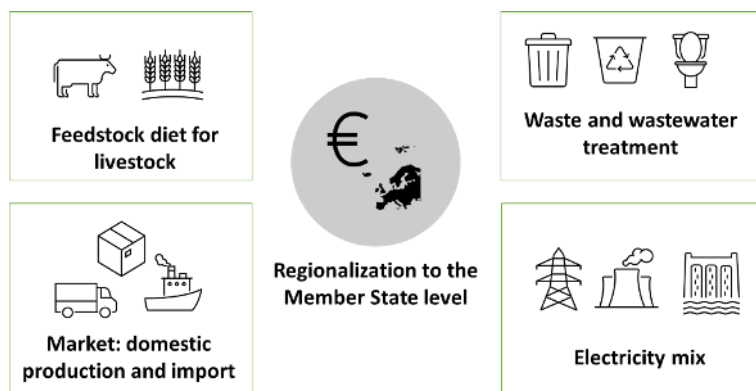 Feedstock diet for
livestock
Waste and wastewater
treatment
€
Regionalization to the
Member State level
Market: domestic
production and import
Electricity mix